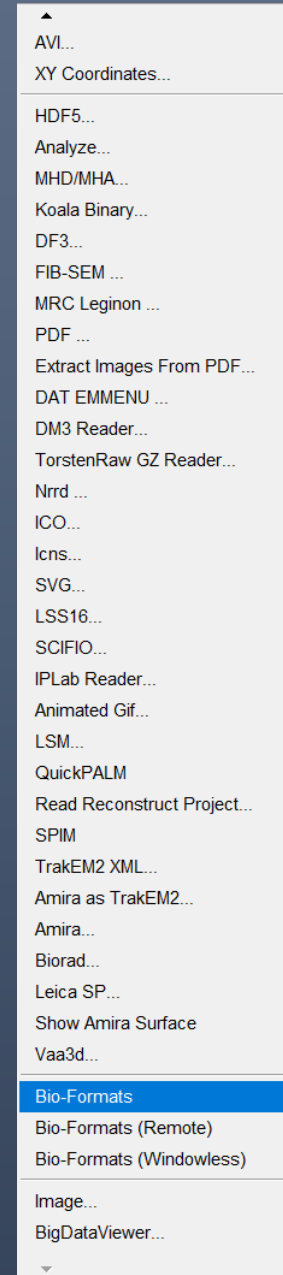 AVI...
XY Coordinates...
HDF5...
Analyze...
MHD/MHA...
Koala Binary...
DF3...
FIB-SEM ...
MRC Leginon ...
PDF ...
Extract Images From PDF...
DAT EMMENU ...
DM3 Reader...
TorstenRaw GZ Reader...
Nrrd ...
ICO...
Icns...
SVG...
LSS16...
SCIFIO...
IPLab Reader...
Animated Gif...
LSM...
QuickPALM
Read Reconstruct Project...
SPIM
TrakEM2 XML...
Amira as TrakEM2...
Amira...
Biorad...
Leica SP...
Show Amira Surface
Vaa3d...
Bio-Formats
Bio-Formats (Remote)
Bio-Formats (Windowless)
Image...
BigDataViewer...